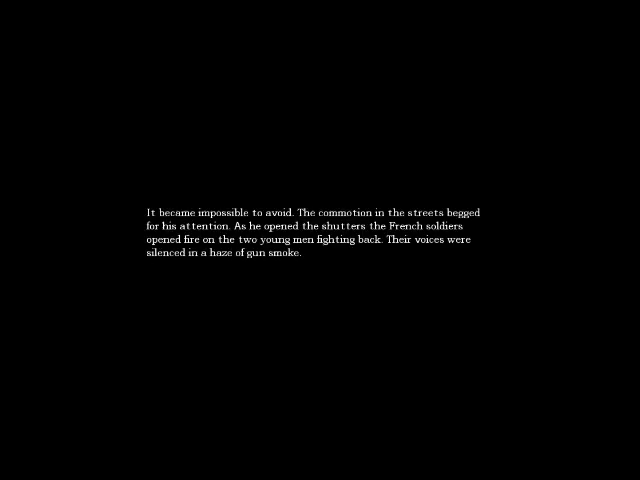 It became impossible to avoid. The commotion in the streets begged
for his attention. As he opened the shutters the French soldiers
opened fire on the two young men fighting back. Their voices were
silenced in a haze of gun smoke.